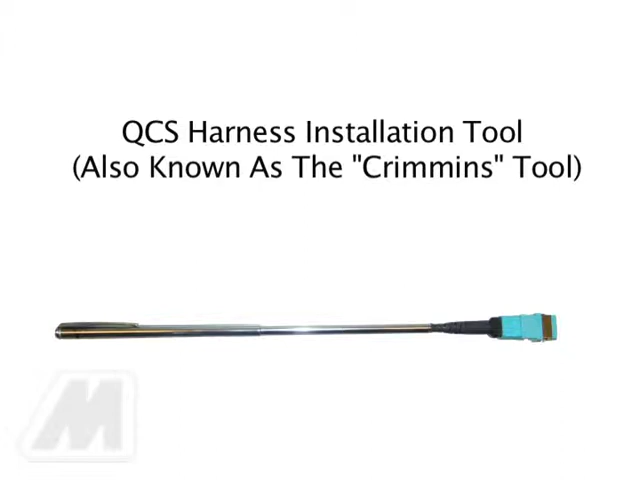 QCS Harness Installation Tool
(Also Known As The "Crimmins" Tool)
M